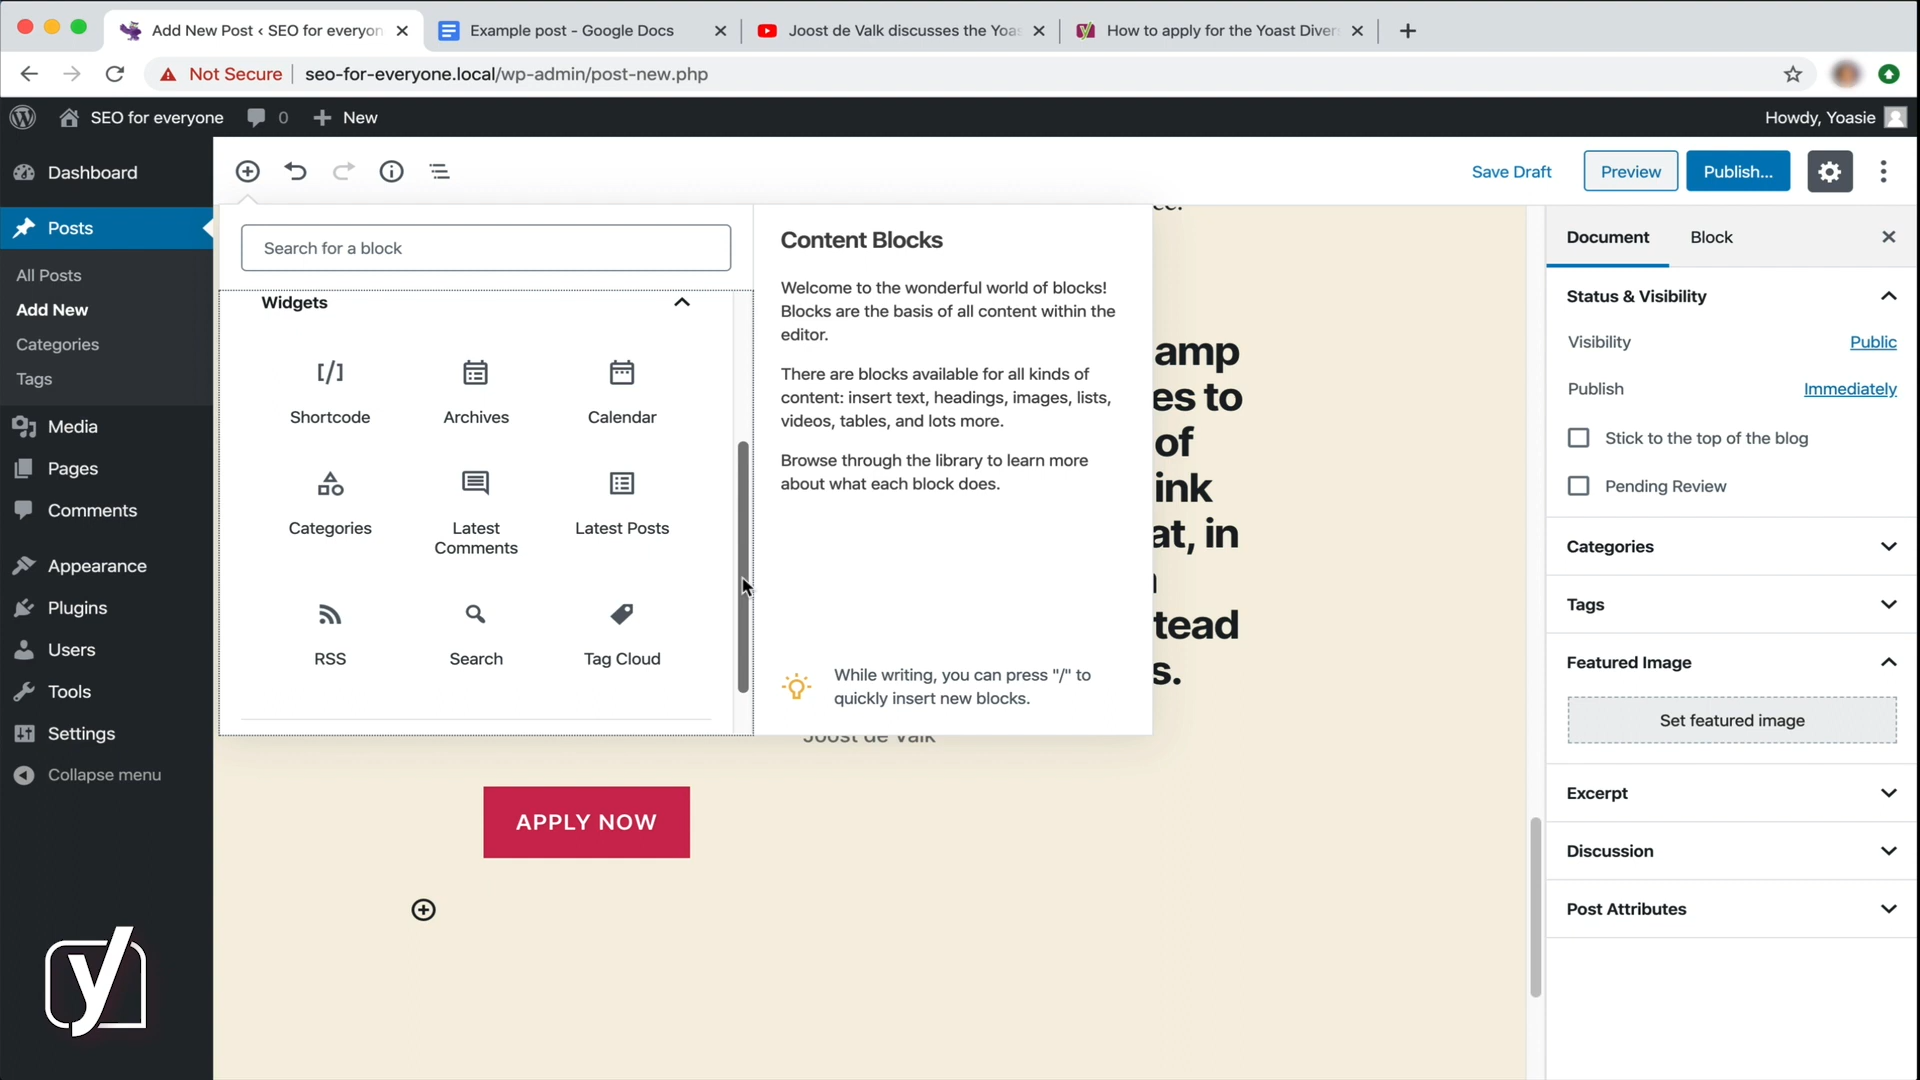 Add New Post ‹ SEO for everyon
Example post - Google Docs
Joost de Valk discusses the Yoas
How to apply for the Yoast Diver
Not Secure
seo-for-everyone.local/wp-admin/post-new.php
SEO for everyone
0
New
Howdy, Yoasie
Dashboard
Posts
All Posts
Add New
Categories
Tags
Media
Pages
Comments
Appearance
Plugins
Users
Tools
Settings
Collapse menu
Save Draft
Preview
Publish...
Search for a block
Widgets
[/]
Shortcode
Archives
Calendar
Categories
Latest
Comments
Latest Posts
RSS
Search
Tag Cloud
Content Blocks
Welcome to the wonderful world of blocks!
Blocks are the basis of all content within the
editor.
There are blocks available for all kinds of
content: insert text, headings, images, lists,
videos, tables, and lots more.
Browse through the library to learn more
about what each block does.
While writing, you can press "/" to
quickly insert new blocks.
amp
es to
of
ink
at, in
tead
s.
Joost de Valk
APPLY NOW
Document
Block
Status & Visibility
Visibility
Public
Publish
Immediately
Stick to the top of the blog
Pending Review
Categories
Tags
Featured Image
Set featured image
Excerpt
Discussion
Post Attributes
y